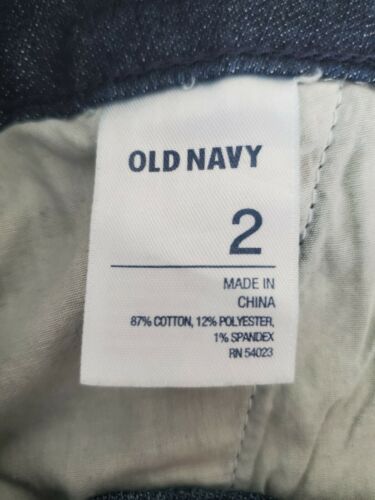 OLD NAVY
2
MADE IN
CHINA
87% COTTON, 12% POLYESTER,
1% SPANDEX
RN 54023